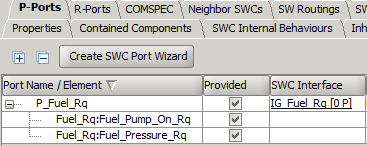 P-Ports R-Ports COMSPEC Neighbor SWCs SW Routings SW
Properties Contained Components SWC Internal Behaviours Inh
Create SWC Port Wizard
Port Name / Element Provided SWC Interface
P_Fuel_Rq IG_Fuel_Rq [0 P]
Fuel_Rq:Fuel_Pump_On_Rq
Fuel_Rq:Fuel_Pressure_Rq